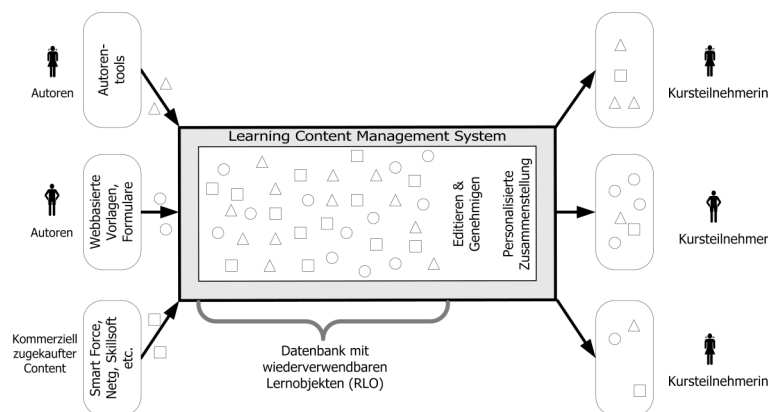 Autoren
Autoren-
tools
Kursteilnehmerin
Learning Content Management System
Autoren
Webbasierte
Vorlagen,
Formulare
Editieren &
Genehmigen
Personalisierte
Zusammenstellung
Kursteilnehmer
Kommerziell
zugekaufter
Content
Smart Force,
Netg, Skillsoft
etc.
Datenbank mit
wiederverwendbaren
Lernobjekten (RLO)
Kursteilnehmerin